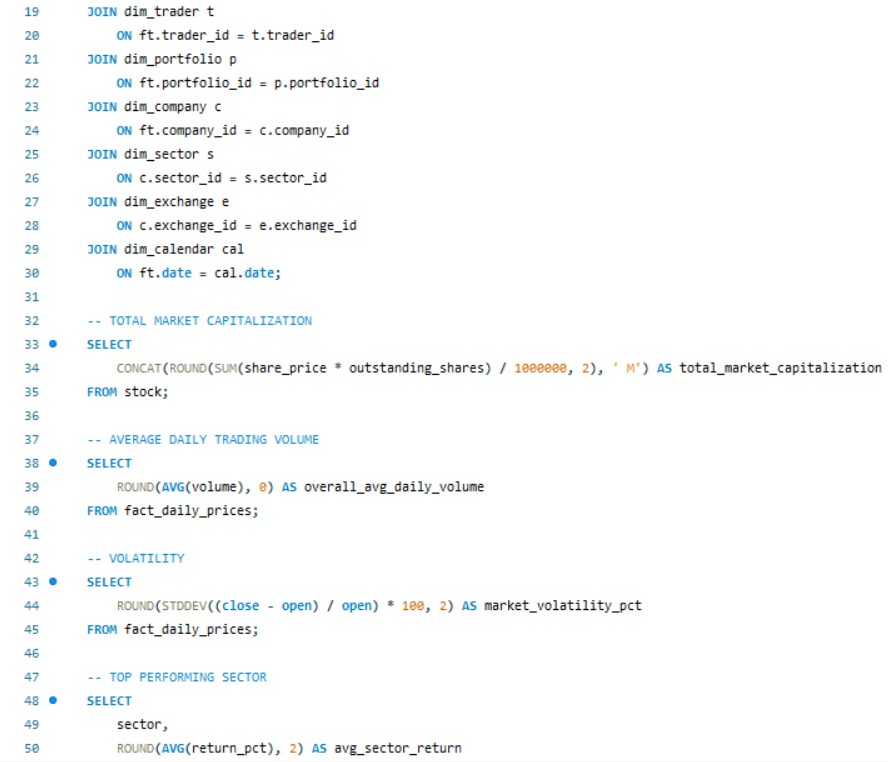 19 JOIN dim_trader t
20 ON ft.trader_id = t.trader_id
21 JOIN dim_portfolio p
22 ON ft.portfolio_id = p.portfolio_id
23 JOIN dim_company c
24 ON ft.company_id = c.company_id
25 JOIN dim_sector s
26 ON c.sector_id = s.sector_id
27 JOIN dim_exchange e
28 ON c.exchange_id = e.exchange_id
29 JOIN dim_calendar cal
30 ON ft.date = cal.date;
31
32 -- TOTAL MARKET CAPITALIZATION
33 SELECT
34 CONCAT(ROUND(SUM(share_price * outstanding_shares) / 1000000, 2), ' M') AS total_market_capitalization
35 FROM stock;
36
37 -- AVERAGE DAILY TRADING VOLUME
38 SELECT
39 ROUND(AVG(volume), 0) AS overall_avg_daily_volume
40 FROM fact_daily_prices;
41
42 -- VOLATILITY
43 SELECT
44 ROUND(STDDEV((close - open) / open) * 100, 2) AS market_volatility_pct
45 FROM fact_daily_prices;
46
47 -- TOP PERFORMING SECTOR
48 SELECT
49 sector,
50 ROUND(AVG(return_pct), 2) AS avg_sector_return